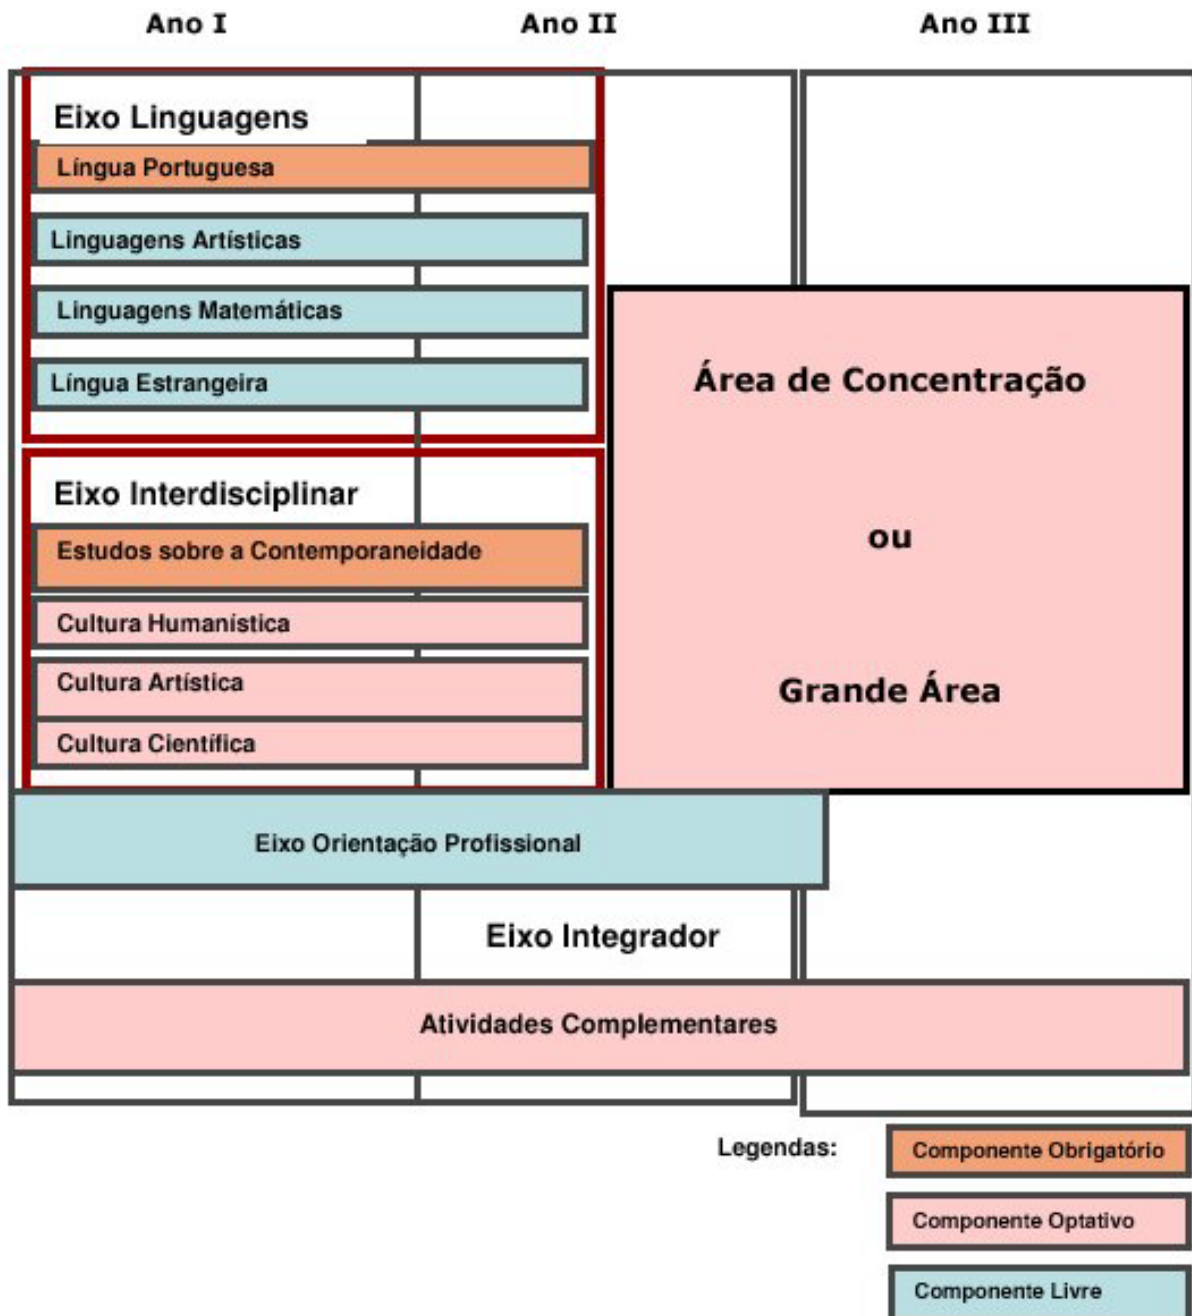 Ano I Ano II Ano III
Eixo Linguagens
Língua Portuguesa
Linguagens Artísticas
Linguagens Matemáticas
Língua Estrangeira
Área de Concentração
ou
Grande Área
Eixo Interdisciplinar
Estudos sobre a Contemporaneidade
Cultura Humanística
Cultura Artística
Cultura Científica
Eixo Orientação Profissional
Eixo Integrador
Atividades Complementares
Legendas:
Componente Obrigatório
Componente Optativo
Componente Livre